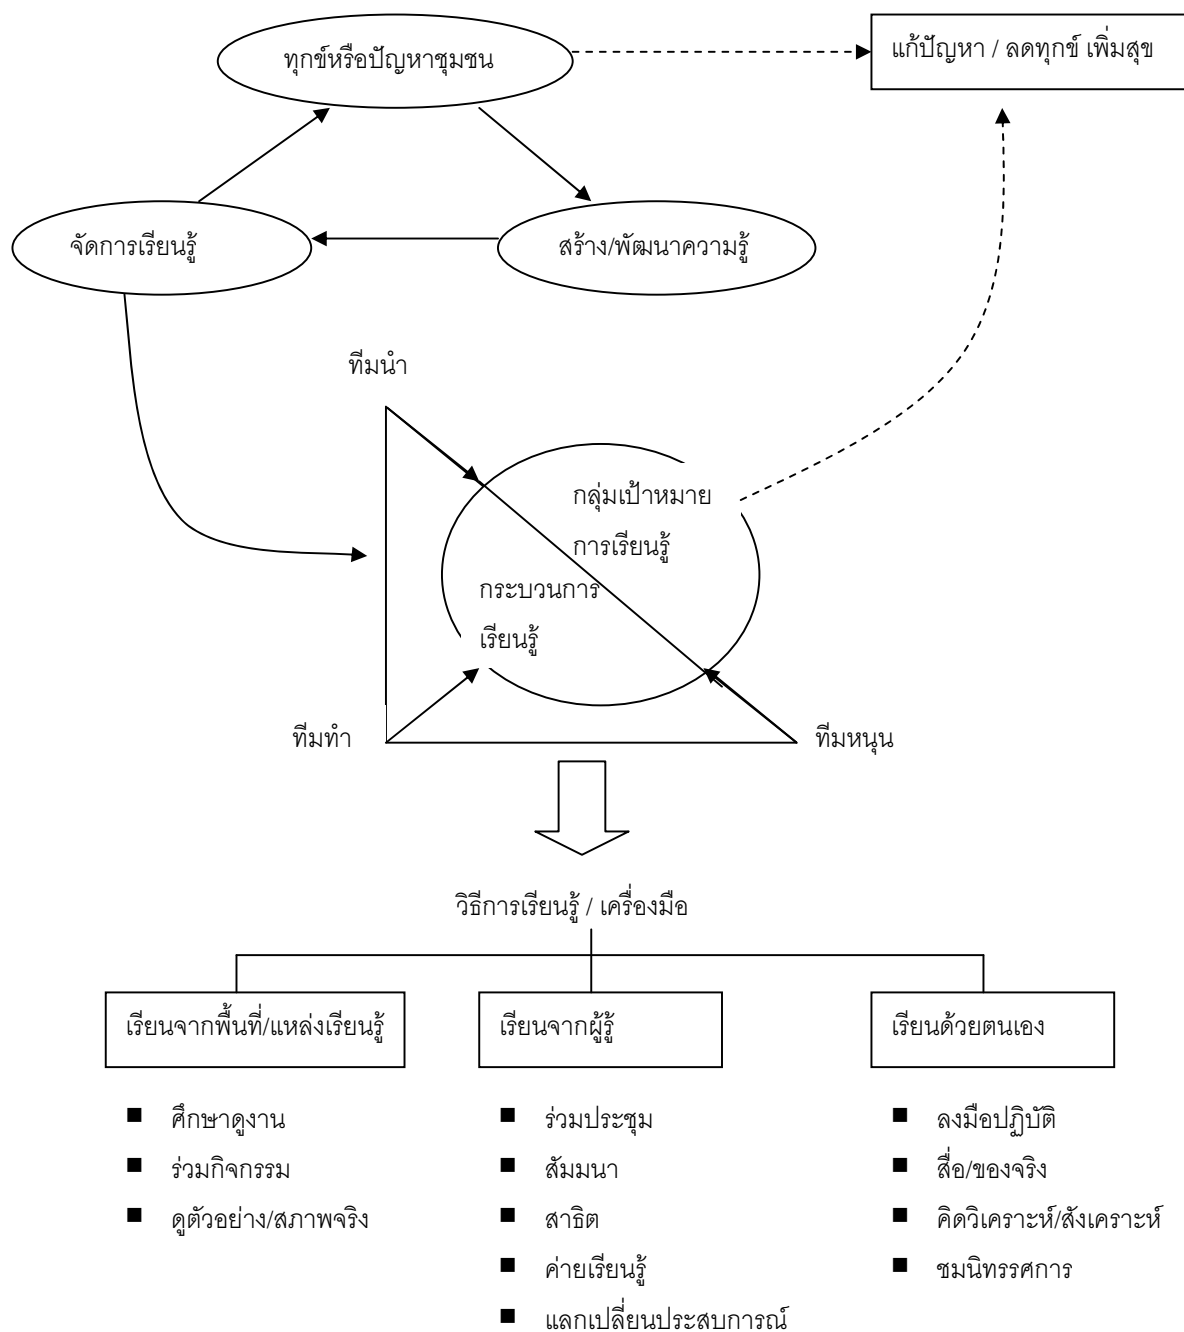 ทุกข์หรือปัญหาชุมชน
แก้ปัญหา / ลดทุกข์ เพิ่มสุข
จัดการเรียนรู้
สร้าง/พัฒนาความรู้
ทีมนำ
กลุ่มเป้าหมาย
การเรียนรู้
กระบวนการ
เรียนรู้
ทีมทำ
ทีมหนุน
วิธีการเรียนรู้ / เครื่องมือ
เรียนจากพื้นที่/แหล่งเรียนรู้
■ ศึกษาดูงาน
■ ร่วมกิจกรรม
■ ดูตัวอย่าง/สภาพจริง
เรียนจากผู้รู้
■ ร่วมประชุม
■ สัมมนา
■ สาธิต
■ ค่ายเรียนรู้
■ แลกเปลี่ยนประสบการณ์
เรียนด้วยตนเอง
■ ลงมือปฏิบัติ
■ สื่อ/ของจริง
■ คิดวิเคราะห์/สังเคราะห์
■ ชมนิทรรศการ